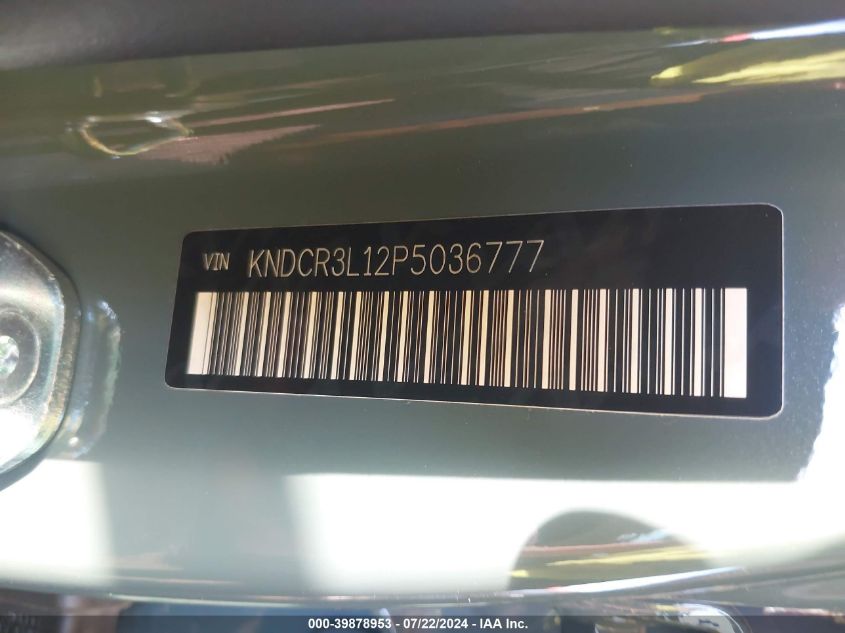 VIN KNDCR3L12P5036777
000-39878953 / 07/22/2024 - IAA Inc.